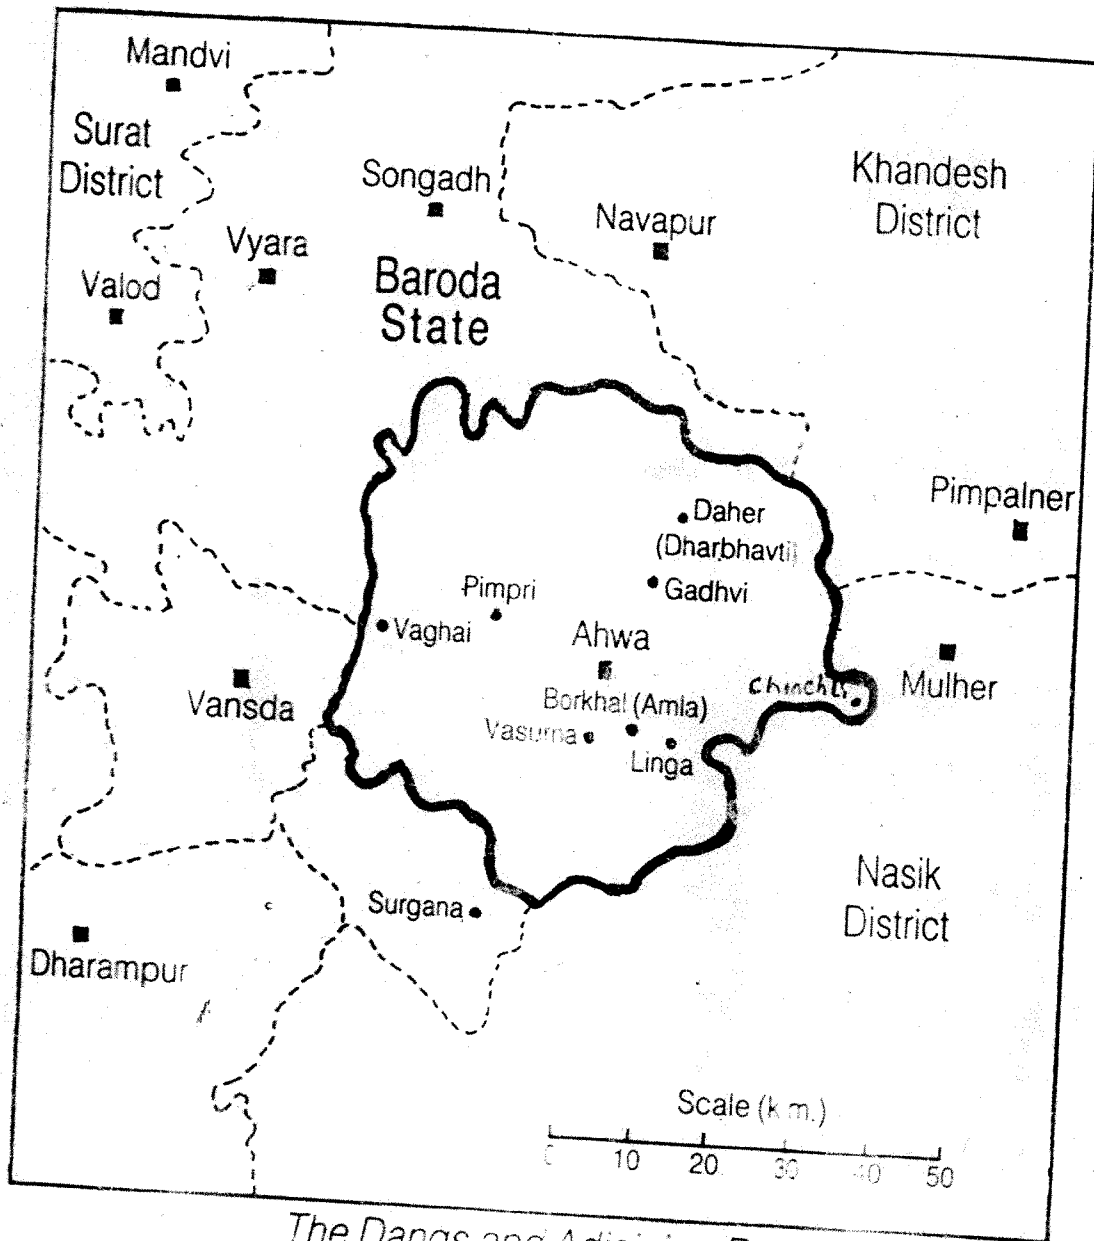 Mandvi
Surat
District
Songadh
Khandesh
District
Navapur
Vyara
Valod
Baroda
State
Pimpalner
Daher
(Dharbhavti)
Gadhvi
Pimpri
Vaghai
Ahwa
Chinchli
Mulher
Vansda
Borkhal (Amla)
Vasurna
Linga
Nasik
District
Surgana
Dharampur
Scale (km.)
10 20 30 40 50
The Dangs and